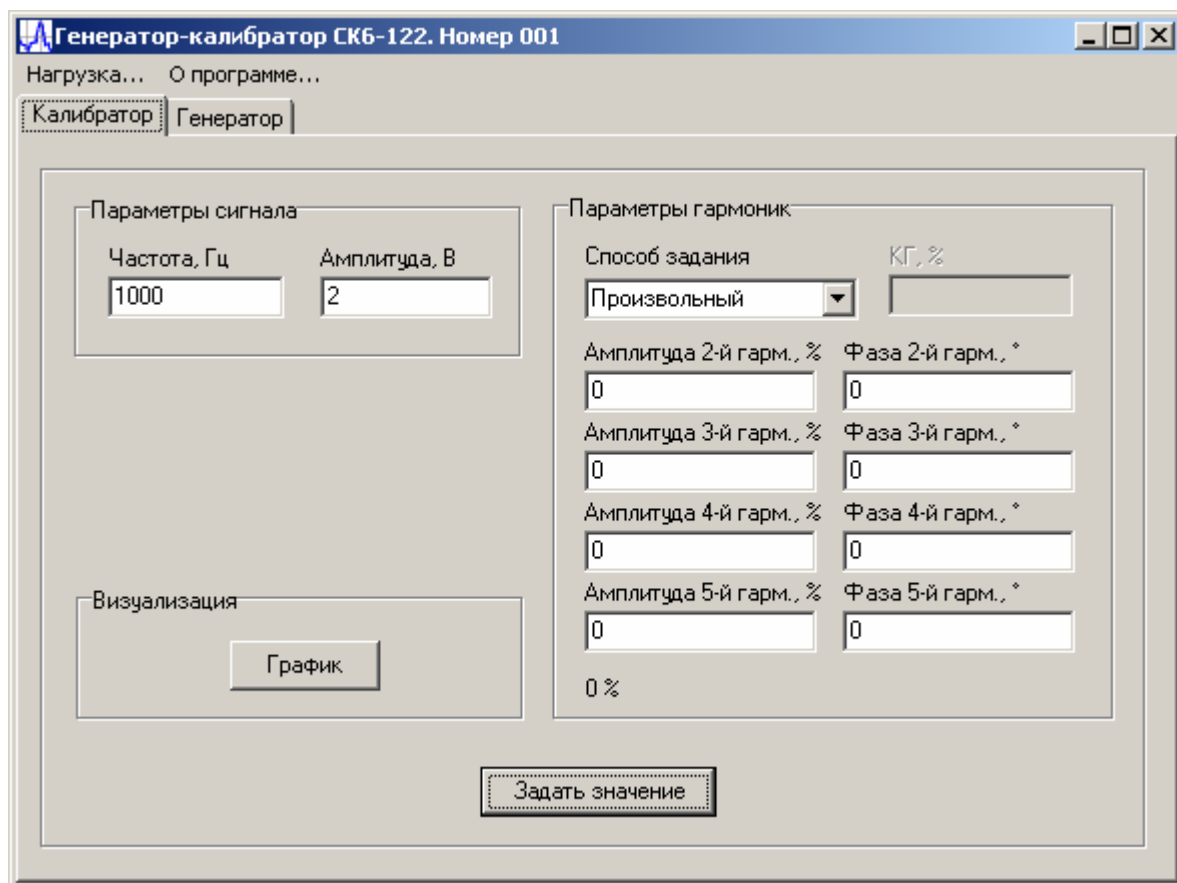 Генератор-калибратор СК6-122. Номер 001
Нагрузка... О программе...
Калибратор Генератор
Параметры сигнала
Частота, Гц Амплитуда, В
1000 2
Параметры гармоник
Способ задания КГ, %
Произвольный
Амплитуда 2-й гарм., % Фаза 2-й гарм., °
0 0
Амплитуда 3-й гарм., % Фаза 3-й гарм., °
0 0
Амплитуда 4-й гарм., % Фаза 4-й гарм., °
0 0
Амплитуда 5-й гарм., % Фаза 5-й гарм., °
0 0
0 %
Визуализация
График
Задать значение